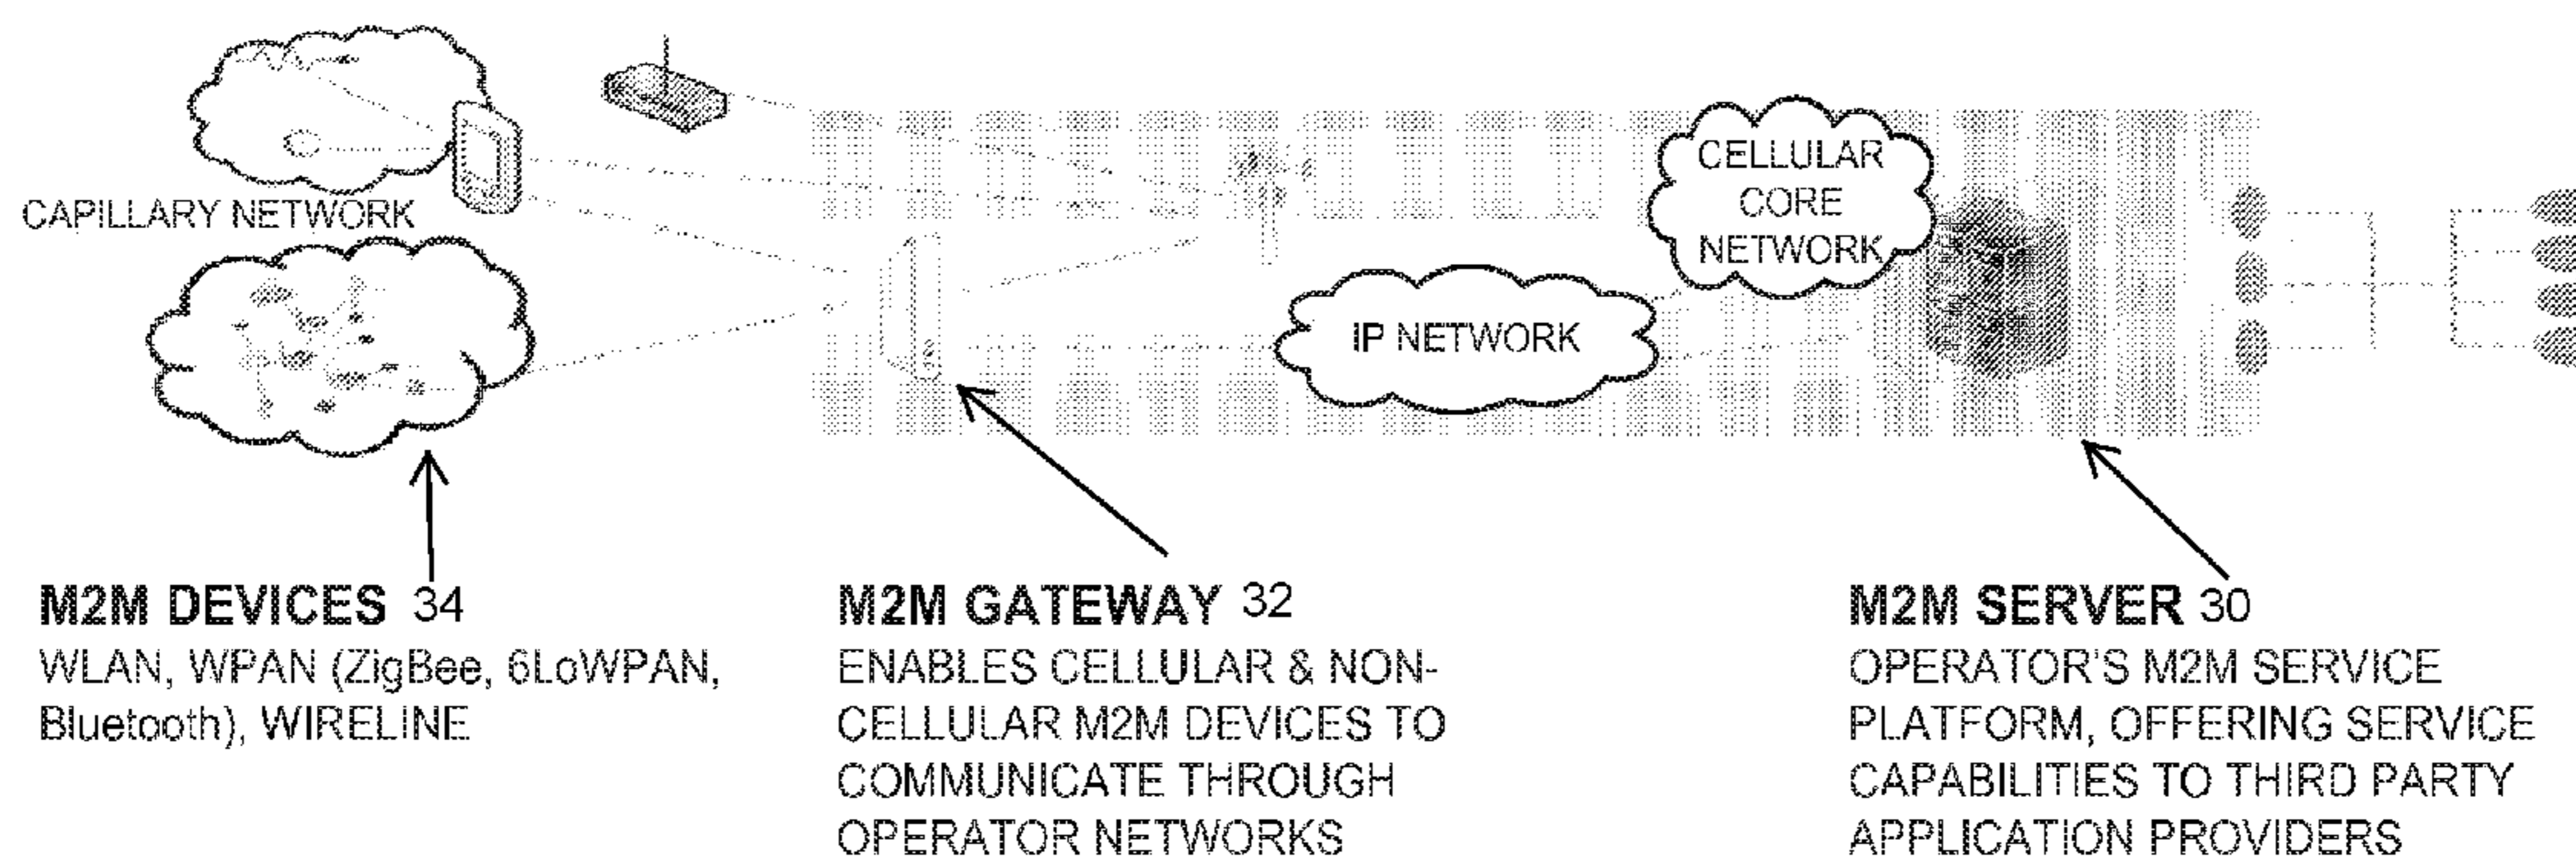 CELLULAR
CORE
NETWORK
CAPILLARY NETWORK
IP NETWORK
M2M DEVICES 34
WLAN, WPAN (ZigBee, 6LoWPAN,
Bluetooth), WIRELINE
M2M GATEWAY 32
ENABLES CELLULAR & NON-
CELLULAR M2M DEVICES TO
COMMUNICATE THROUGH
OPERATOR NETWORKS
M2M SERVER 30
OPERATOR'S M2M SERVICE
PLATFORM, OFFERING SERVICE
CAPABILITIES TO THIRD PARTY
APPLICATION PROVIDERS